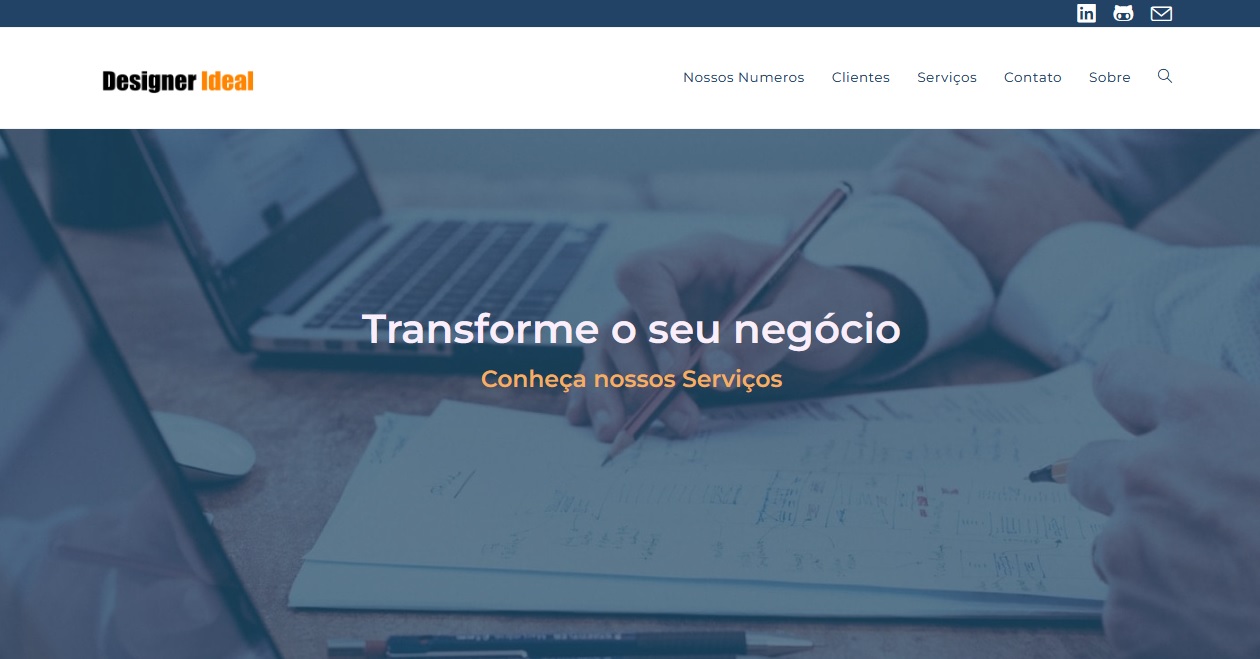 Designer Ideal
Nossos Numeros Clientes Serviços Contato Sobre
Transforme o seu negócio
Conheça nossos Serviços